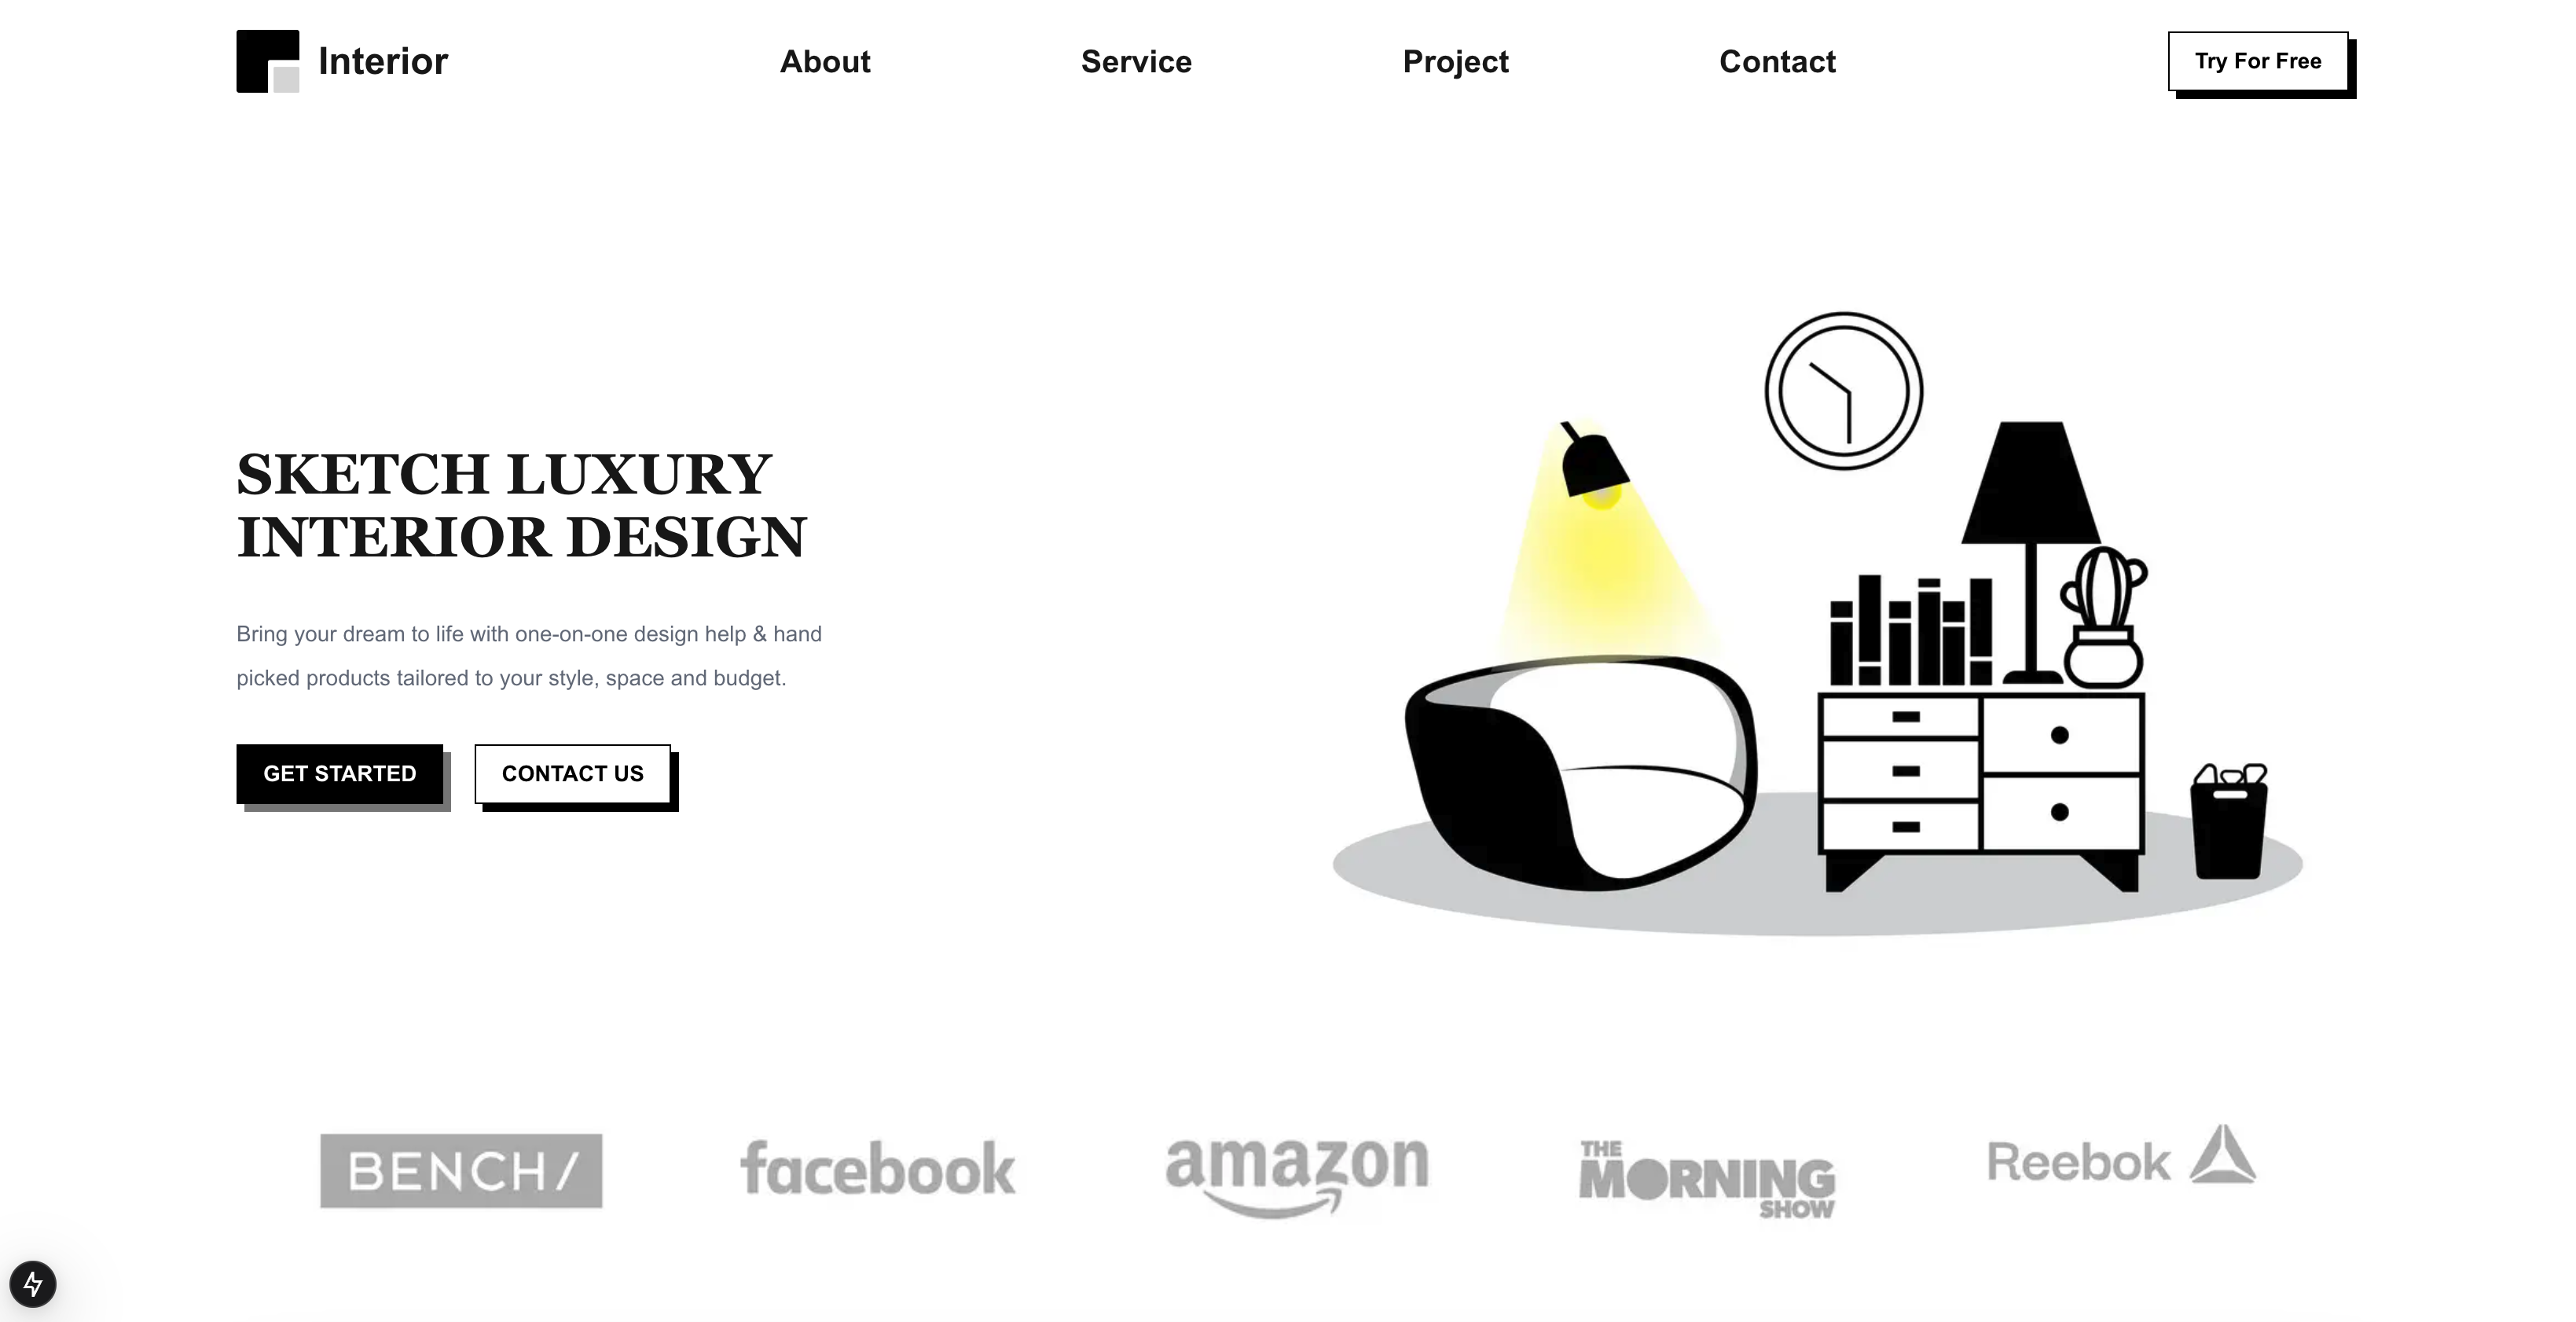 Interior
About
Service
Project
Contact
Try For Free
SKETCH LUXURY
INTERIOR DESIGN
Bring your dream to life with one-on-one design help & hand
picked products tailored to your style, space and budget.
GET STARTED
CONTACT US
BENCH/
facebook
amazon
THE
MORNING
SHOW
Reebok